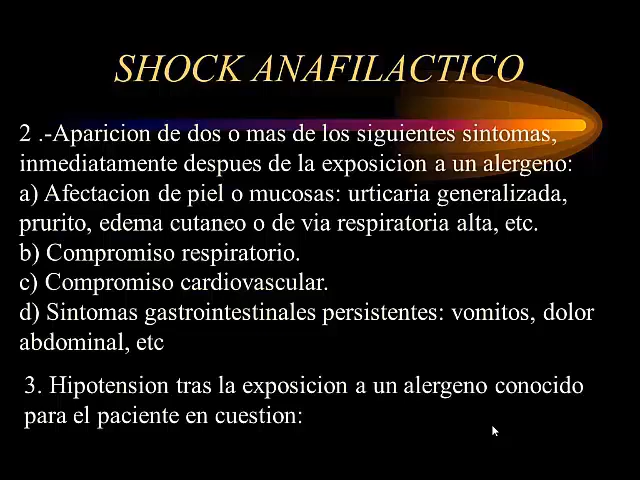 SHOCK ANAFILACTICO
2 .-Aparicion de dos o mas de los siguientes sintomas,
inmediatamente despues de la exposicion a un alergeno:
a) Afectacion de piel o mucosas: urticaria generalizada,
prurito, edema cutaneo o de via respiratoria alta, etc.
b) Compromiso respiratorio.
c) Compromiso cardiovascular.
d) Sintomas gastrointestinales persistentes: vomitos, dolor
abdominal, etc
3. Hipotension tras la exposicion a un alergeno conocido
para el paciente en cuestion: